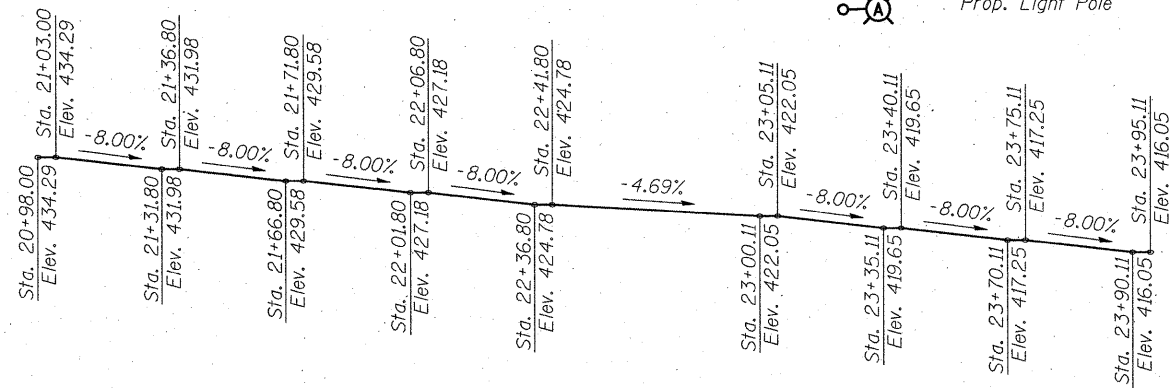 Prop. Light Pole
A
Sta. 21+03.00
Elev. 434.29
Sta. 21+36.80
Elev. 431.98
Sta. 21+71.80
Elev. 429.58
Sta. 22+06.80
Elev. 427.18
Sta. 22+41.80
Elev. 424.78
Sta. 23+05.11
Elev. 422.05
Sta. 23+40.11
Elev. 419.65
Sta. 23+75.11
Elev. 417.25
Sta. 23+95.11
Elev. 416.05
-8.00%
-8.00%
-8.00%
-8.00%
-4.69%
-8.00%
-8.00%
-8.00%
Sta. 20+98.00
Elev. 434.29
Sta. 21+31.80
Elev. 431.98
Sta. 21+66.80
Elev. 429.58
Sta. 22+01.80
Elev. 427.18
Sta. 22+36.80
Elev. 424.78
Sta. 23+00.11
Elev. 422.05
Sta. 23+35.11
Elev. 419.65
Sta. 23+70.11
Elev. 417.25
Sta. 23+90.11
Elev. 416.05